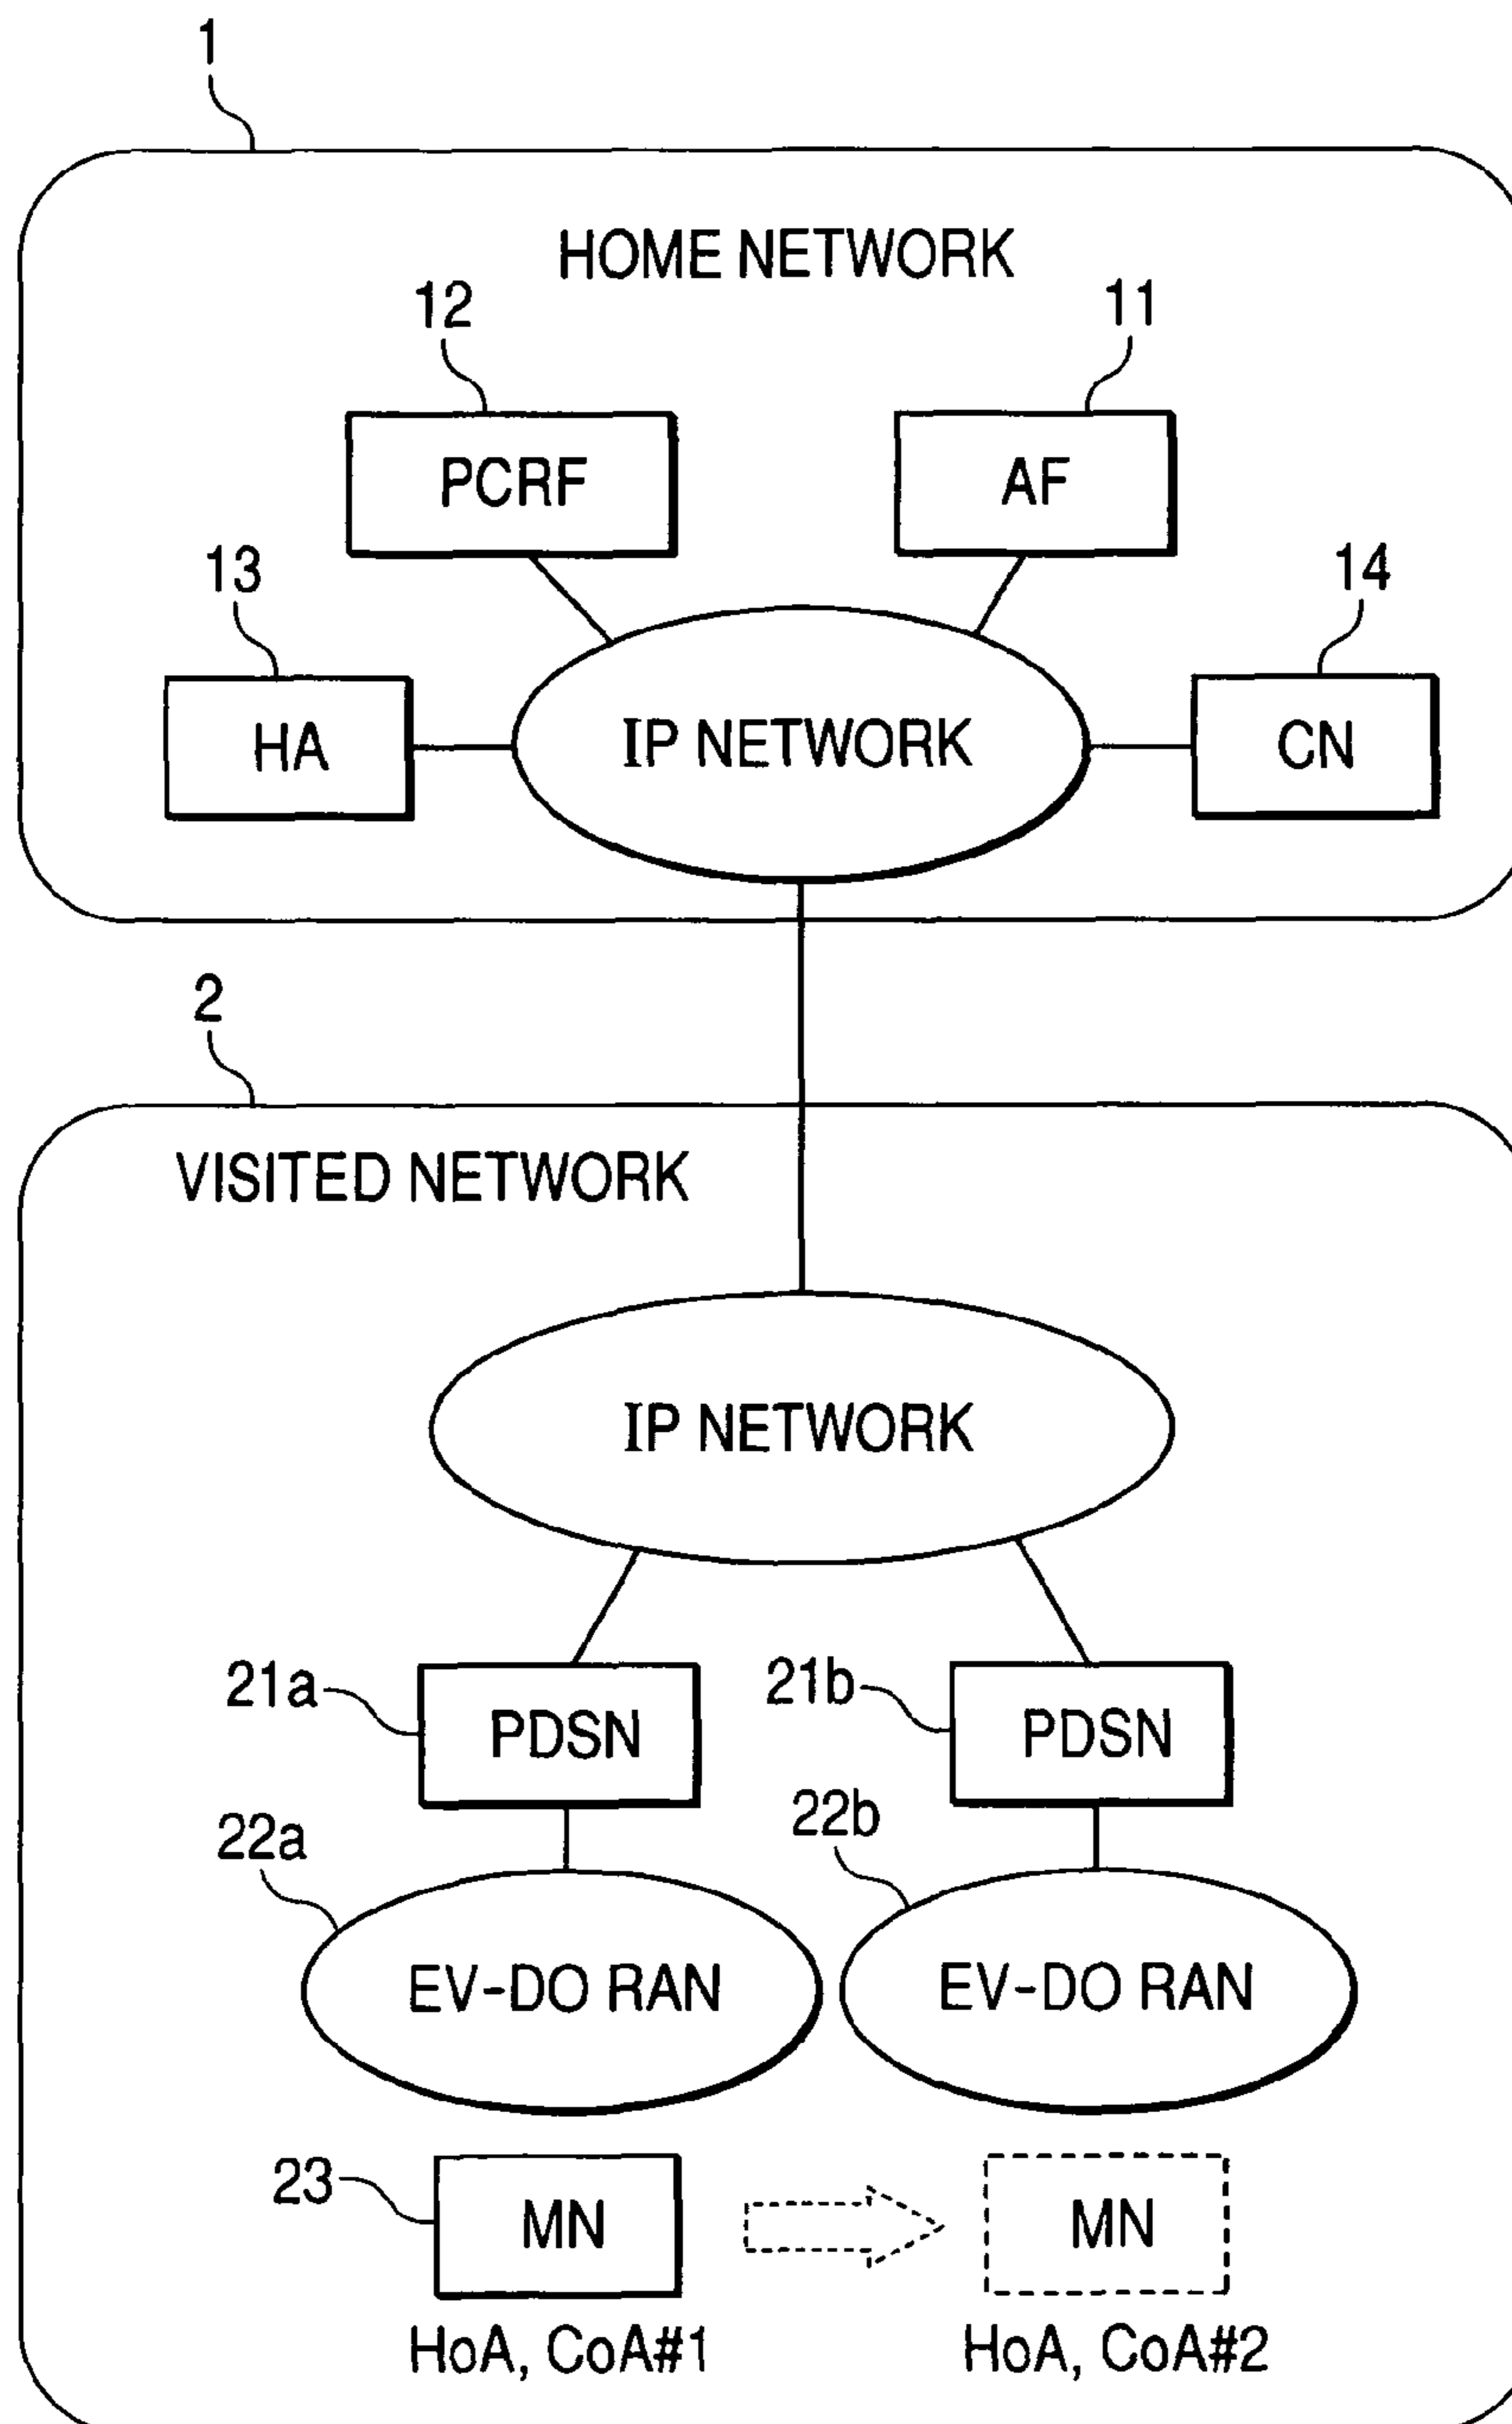 1
HOME NETWORK
12
11
PCRF
AF
13
14
HA
IP NETWORK
CN
2
VISITED NETWORK
IP NETWORK
21a
PDSN
21b
PDSN
22a
22b
EV-DO RAN
EV-DO RAN
23
MN
MN
HoA, CoA#1
HoA, CoA#2